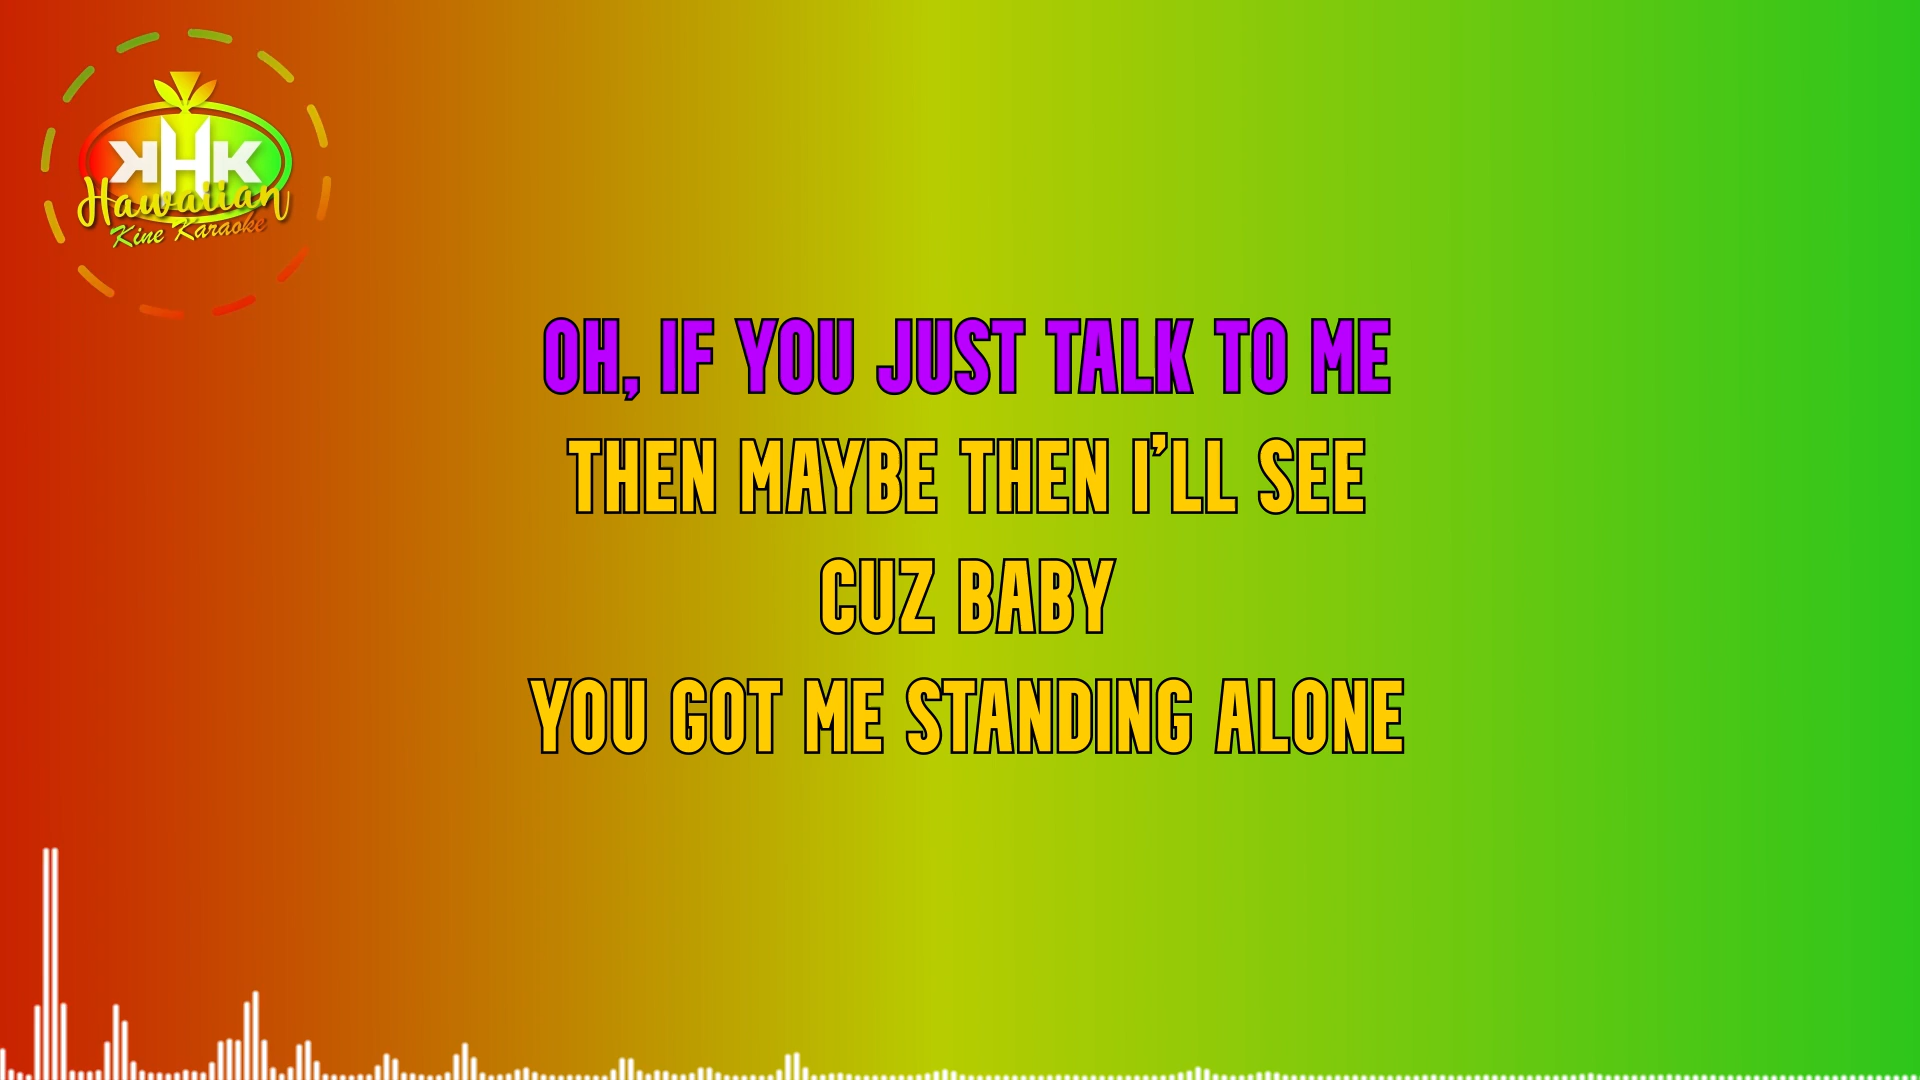 KHK
Hawaiian
Kine Karaoke
OH, IF YOU JUST TALK TO ME
THEN MAYBE THEN I'LL SEE
CUZ BABY
YOU GOT ME STANDING ALONE